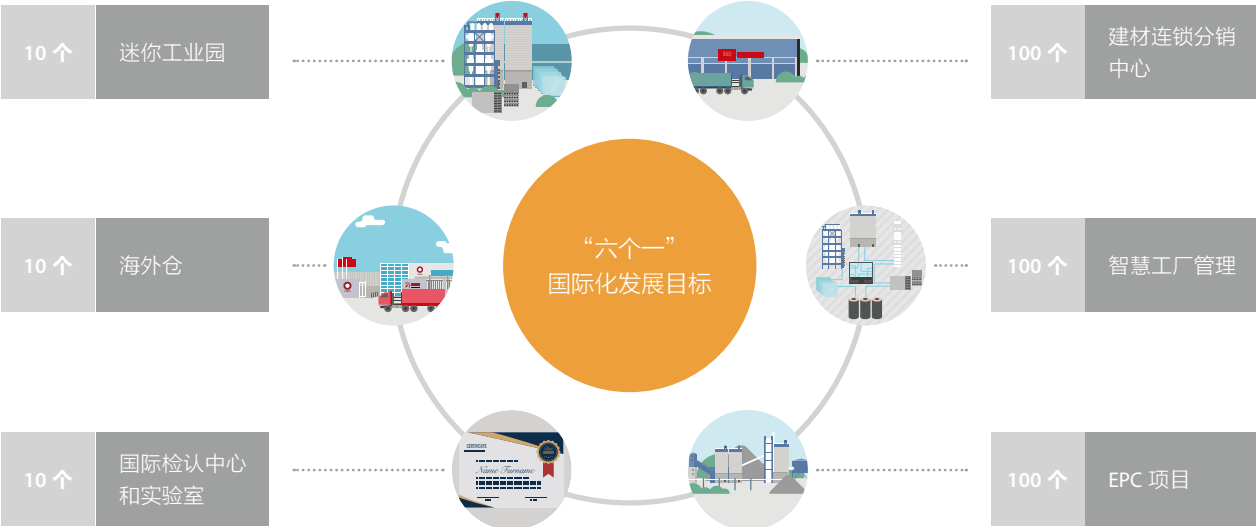 10 个
迷你工业园
100 个
建材连锁分销
中心
“六个一”
国际化发展目标
10 个
海外仓
100 个
智慧工厂管理
10 个
国际检认中心
和实验室
CERTIFICATE
Name Surname
100 个
EPC 项目